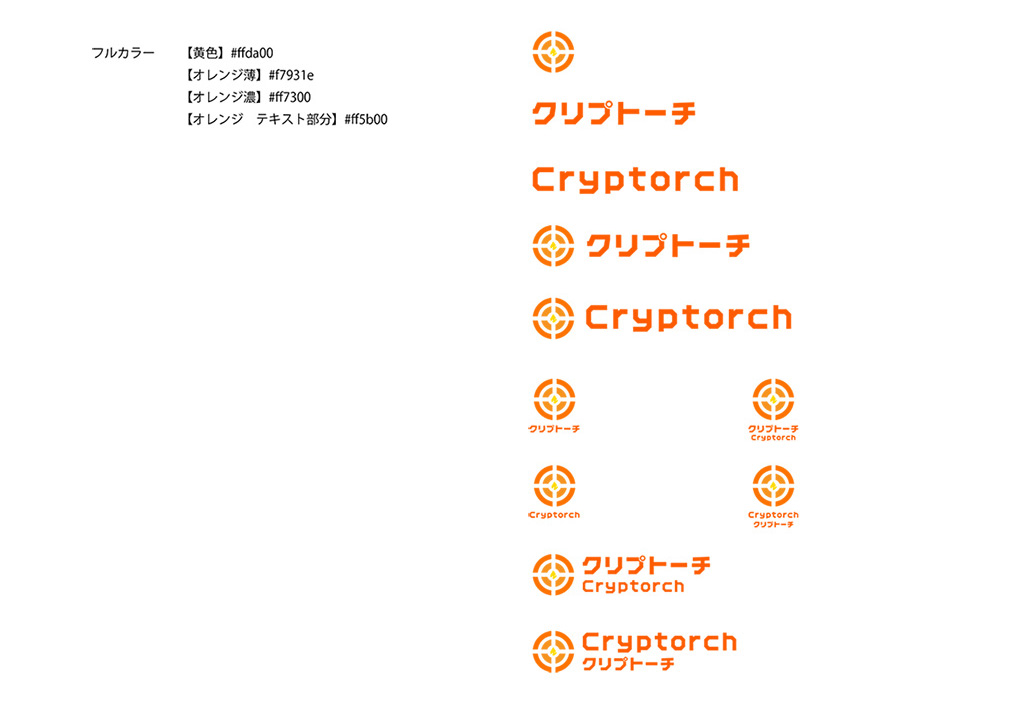 フルカラー 【黄色】#ffda00
【オレンジ薄】#f7931e
【オレンジ濃】#ff7300
【オレンジ　テキスト部分】#ff5b00
クリプトーチ
Cryptorch
クリプトーチ
Cryptorch
クリプトーチ
クリプトーチ
Cryptorch
Cryptorch
Cryptorch
クリプトーチ
クリプトーチ
Cryptorch
Cryptorch
クリプトーチ